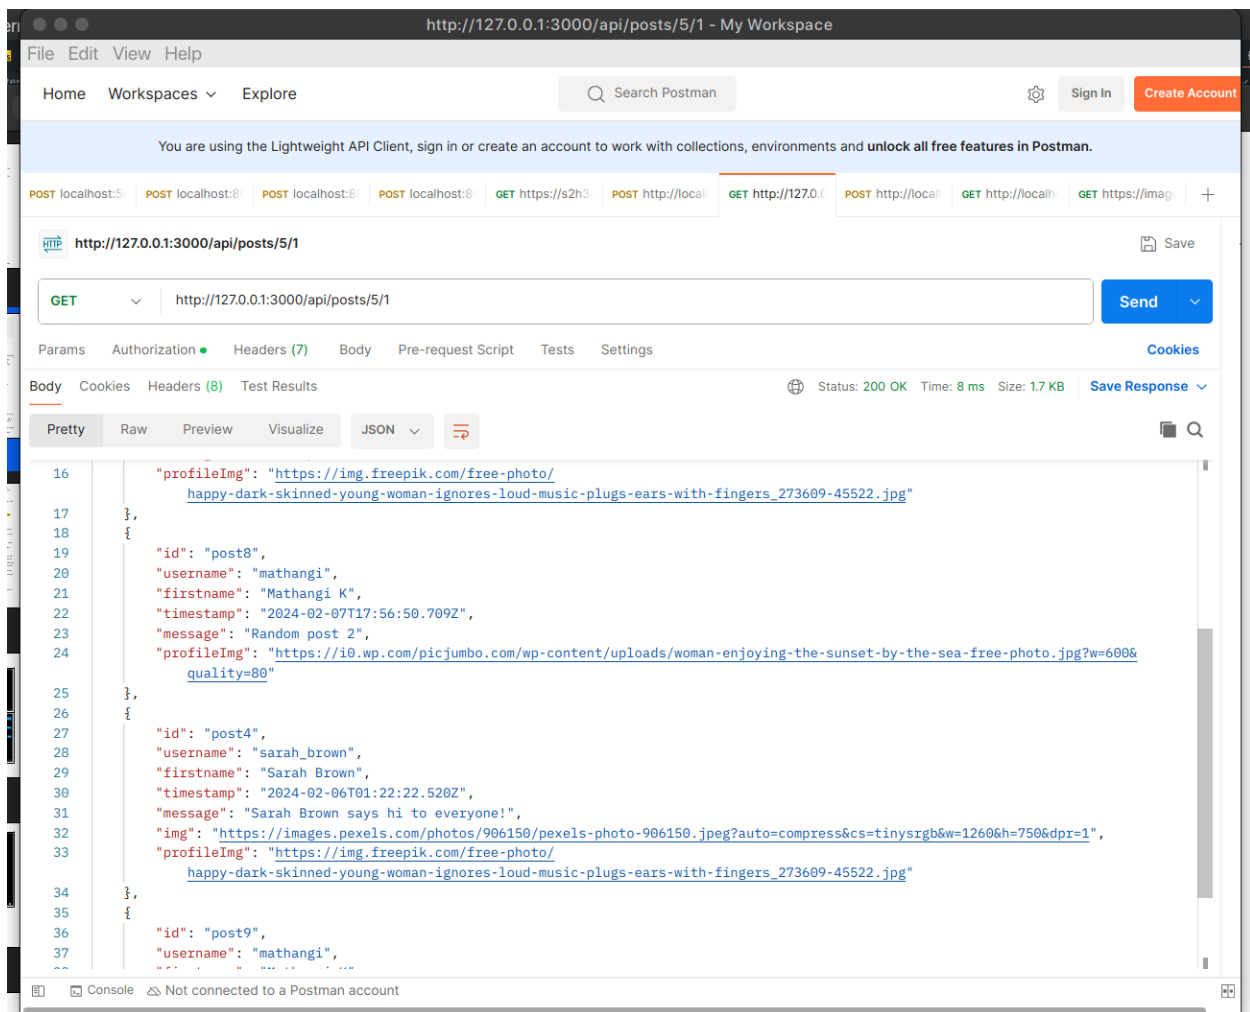 http://127.0.0.1:3000/api/posts/5/1 - My Workspace
File Edit View Help
Home Workspaces Explore Search Postman Sign In Create Account
You are using the Lightweight API Client, sign in or create an account to work with collections, environments and unlock all free features in Postman.
POST localhost:5 POST localhost:8 POST localhost:8 POST localhost:8 GET https://s2h3 POST http://local GET http://127.0.0 POST http://local GET http://localh GET https://imag
HTTP http://127.0.0.1:3000/api/posts/5/1 Save
GET http://127.0.0.1:3000/api/posts/5/1 Send
Params Authorization Headers (7) Body Pre-request Script Tests Settings Cookies
Body Cookies Headers (8) Test Results Status: 200 OK Time: 8 ms Size: 1.7 KB Save Response
Pretty Raw Preview Visualize JSON
16 "profileImg": "https://img.freepik.com/free-photo/
happy-dark-skinned-young-woman-ignores-loud-music-plugs-ears-with-fingers_273609-45522.jpg"
17 },
18 {
19 "id": "post8",
20 "username": "mathangi",
21 "firstname": "Mathangi K",
22 "timestamp": "2024-02-07T17:56:50.709Z",
23 "message": "Random post 2",
24 "profileImg": "https://i0.wp.com/picjumbo.com/wp-content/uploads/woman-enjoying-the-sunset-by-the-sea-free-photo.jpg?w=600&
quality=80"
25 },
26 {
27 "id": "post4",
28 "username": "sarah_brown",
29 "firstname": "Sarah Brown",
30 "timestamp": "2024-02-06T01:22:22.520Z",
31 "message": "Sarah Brown says hi to everyone!",
32 "img": "https://images.pexels.com/photos/906150/pexels-photo-906150.jpeg?auto=compress&cs=tinysrgb&w=1260&h=750&dpr=1",
33 "profileImg": "https://img.freepik.com/free-photo/
happy-dark-skinned-young-woman-ignores-loud-music-plugs-ears-with-fingers_273609-45522.jpg"
34 },
35 {
36 "id": "post9",
37 "username": "mathangi",
Console Not connected to a Postman account